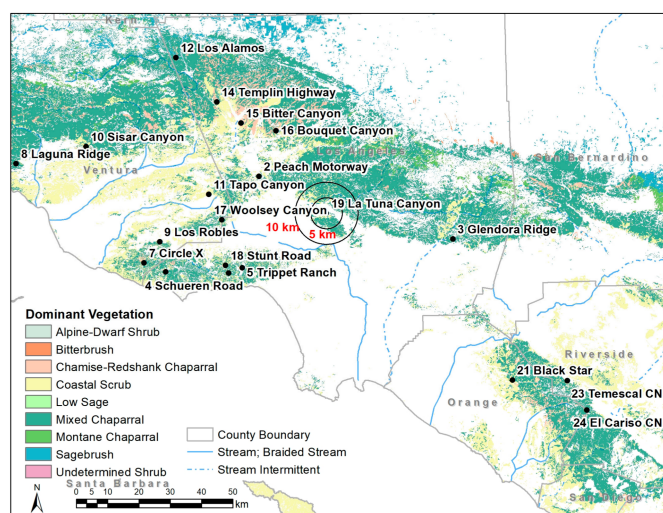 Kern
12 Los Alamos
14 Templin Highway
15 Bitter Canyon
16 Bouquet Canyon
10 Sisar Canyon
Los Angeles
8 Laguna Ridge
San Bernardino
Ventura
2 Peach Motorway
11 Tapo Canyon
19 La Tuna Canyon
17 Woolsey Canyon
10 km
5 km
3 Glendora Ridge
9 Los Robles
7 Circle X
18 Stunt Road
5 Trippet Ranch
4 Schueren Road
Dominant Vegetation
Alpine-Dwarf Shrub
Bitterbrush
Chamise-Redshank Chaparral
Coastal Scrub
Low Sage
Mixed Chaparral
Montane Chaparral
Sagebrush
Undetermined Shrub
County Boundary
Stream; Braided Stream
Stream Intermittent
Riverside
21 Black Star
23 Temescal CN
Orange
24 El Cariso CN
Santa Barbara
San Diego
N
0 5 10 20 30 40 50
km